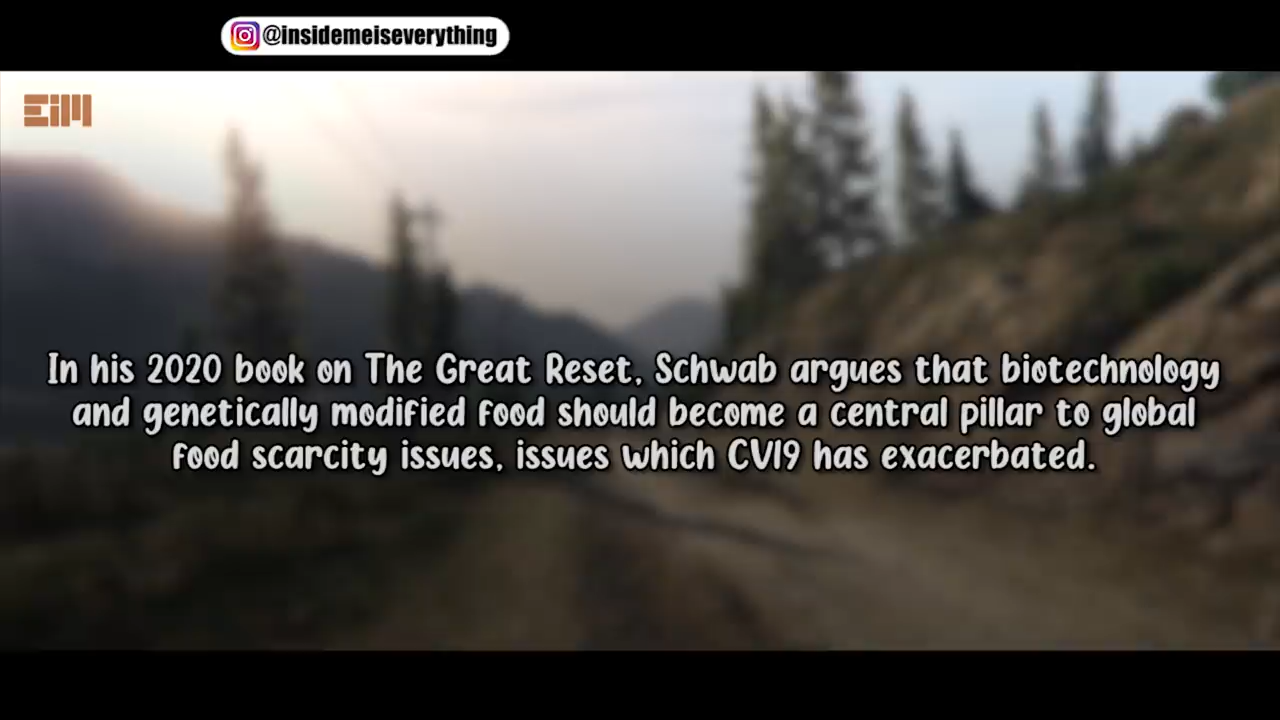 @insidemeiseverything
EiM
In his 2020 book on The Great Reset, Schwab argues that biotechnology
and genetically modified food should become a central pillar to global
food scarcity issues, issues which CV19 has exacerbated.